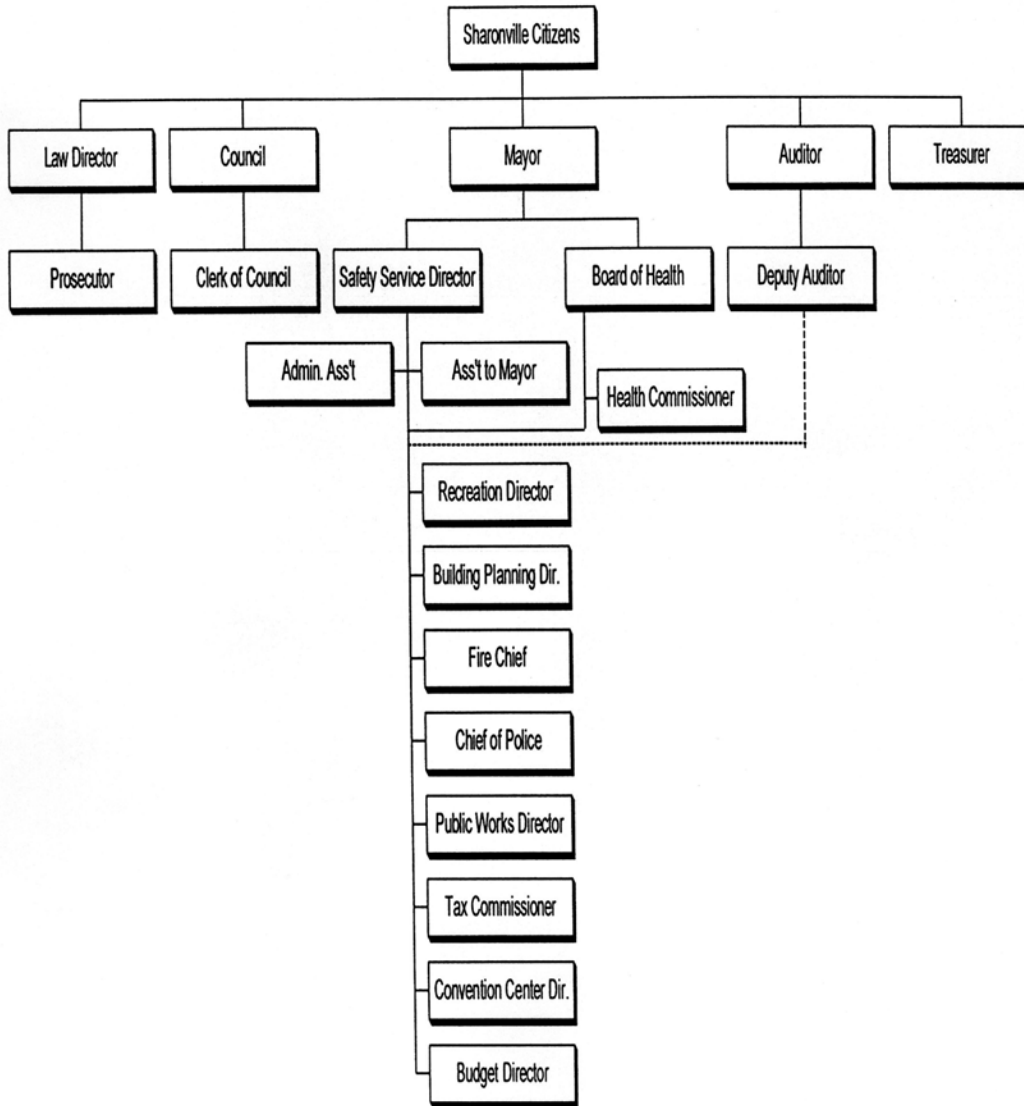 Sharonville Citizens
Law Director
Council
Mayor
Auditor
Treasurer
Prosecutor
Clerk of Council
Safety Service Director
Board of Health
Deputy Auditor
Admin. Ass't
Ass't to Mayor
Health Commissioner
Recreation Director
Building Planning Dir.
Fire Chief
Chief of Police
Public Works Director
Tax Commissioner
Convention Center Dir.
Budget Director